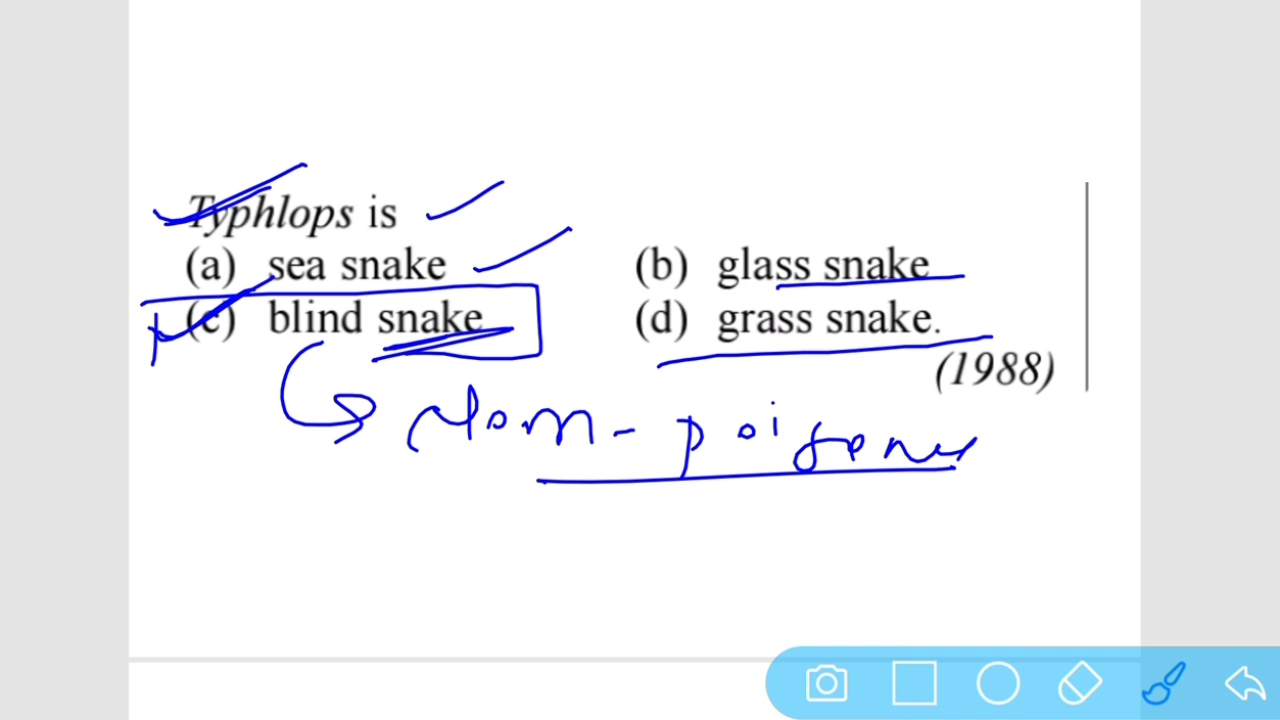 Typhlops is
(a) sea snake (b) glass snake
(c) blind snake (d) grass snake.
(1988)
Non-poisonous